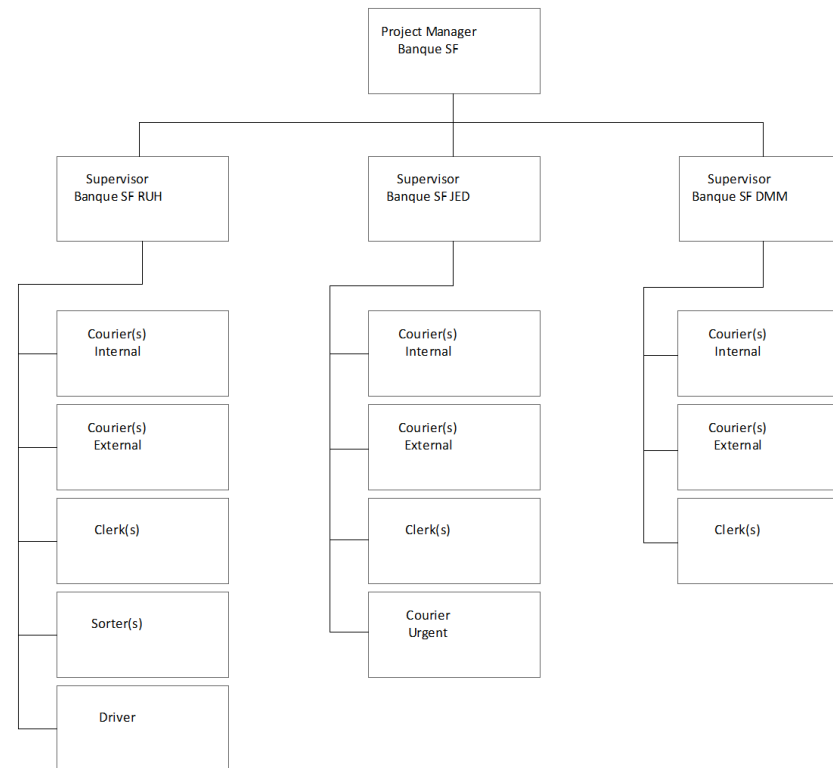 Project Manager
Banque SF
Supervisor
Banque SF RUH
Supervisor
Banque SF JED
Supervisor
Banque SF DMM
Courier(s)
Internal
Courier(s)
Internal
Courier(s)
Internal
Courier(s)
External
Courier(s)
External
Courier(s)
External
Clerk(s)
Clerk(s)
Clerk(s)
Sorter(s)
Courier
Urgent
Driver